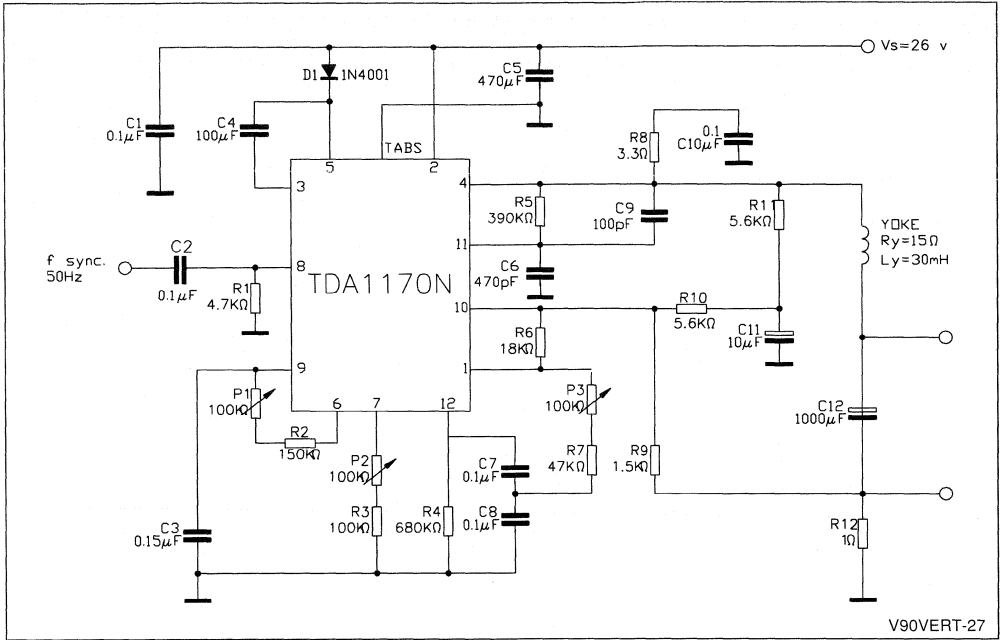 Vs=26 v
D1
1N4001
C5
470µF
C1
0.1µF
C4
100µF
TABS
5
2
R8
3.3Ω
0.1
C10µF
3
4
R5
390KΩ
C9
100pF
R11
5.6KΩ
YOKE
Ry=15Ω
Ly=30mH
11
C2
f sync.
50Hz
0.1µF
8
R1
4.7KΩ
TDA1170N
C6
470pF
10
R10
5.6KΩ
R6
18KΩ
C11
10µF
9
1
P1
100KΩ
P3
100KΩ
6
7
12
C12
1000µF
R2
150KΩ
P2
100KΩ
C7
0.1µF
R7
47KΩ
R9
1.5KΩ
C3
0.15µF
R3
100KΩ
R4
680KΩ
C8
0.1µF
R12
1Ω
V90VERT-27